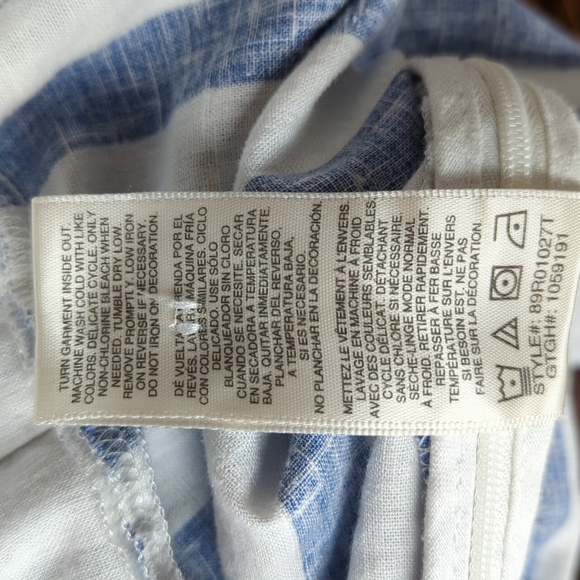 TURN GARMENT INSIDE OUT.
MACHINE WASH COLD WITH LIKE
COLORS. DELICATE CYCLE. ONLY
NON-CHLORINE BLEACH WHEN
NEEDED. TUMBLE DRY LOW.
REMOVE PROMPTLY. LOW IRON
ON REVERSE IF NECESSARY.
DO NOT IRON ON DECORATION.
DÉ VUELTA LA PRENDA POR EL
REVÉS. LAVAR A MÁQUINA FRÍA
CON COLORES SIMILARES. CICLO
DELICADO. USE SOLO
BLANQUEADOR SIN CLORO,
CUANDO SE NECESITE. SECAR
EN SECADORA A TEMPERATURA
BAJA. QUITAR INMEDIATAMENTE.
PLANCHAR DEL REVERSO,
A TEMPERATURA BAJA,
SI ES NECESARIO.
NO PLANCHAR EN LA DECORACIÓN.
METTEZ LE VÊTEMENT À L'ENVERS.
LAVAGE EN MACHINE À FROID
AVEC DES COULEURS SEMBLABLES.
CYCLE DÉLICAT. DÉTACHANT
SANS CHLORE SI NÉCESSAIRE.
SÈCHE-LINGE MODE NORMAL
À FROID. RETIRER RAPIDEMENT.
REPASSER À FER BASSE
TEMPÉRATURE SUR L'ENVERS
SI BESOIN EST. NE PAS
FAIRE SUR LA DÉCORATION
STYLE#: 89R01027T
GTGH#: 1059191